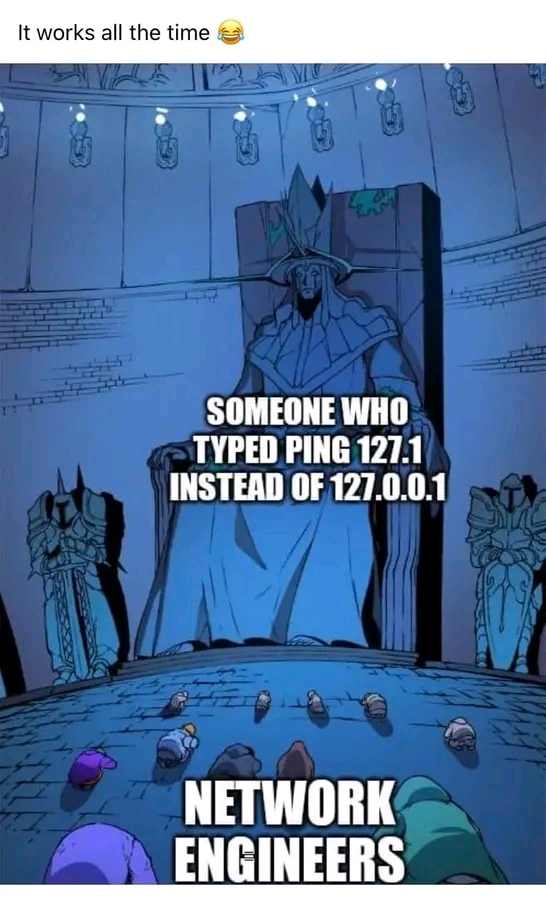 It works all the time 😂
SOMEONE WHO
TYPED PING 127.1
INSTEAD OF 127.0.0.1
NETWORK
ENGINEERS